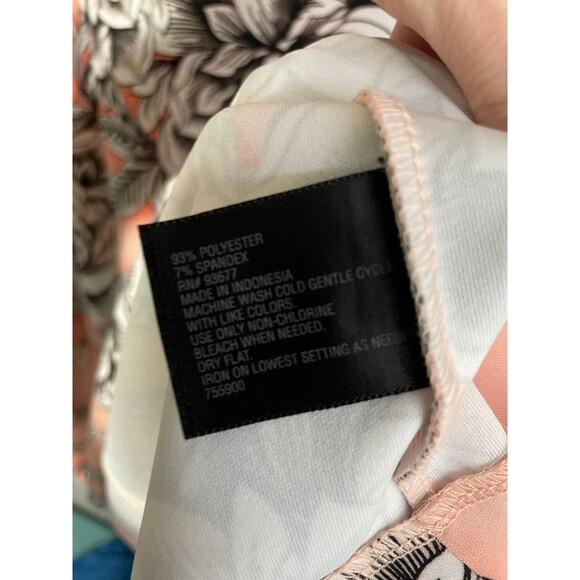 93% POLYESTER
7% SPANDEX
RN# 93677
MADE IN INDONESIA
MACHINE WASH COLD GENTLE CYCLE
WITH LIKE COLORS.
USE ONLY NON-CHLORINE
BLEACH WHEN NEEDED.
DRY FLAT.
IRON ON LOWEST SETTING AS
755900